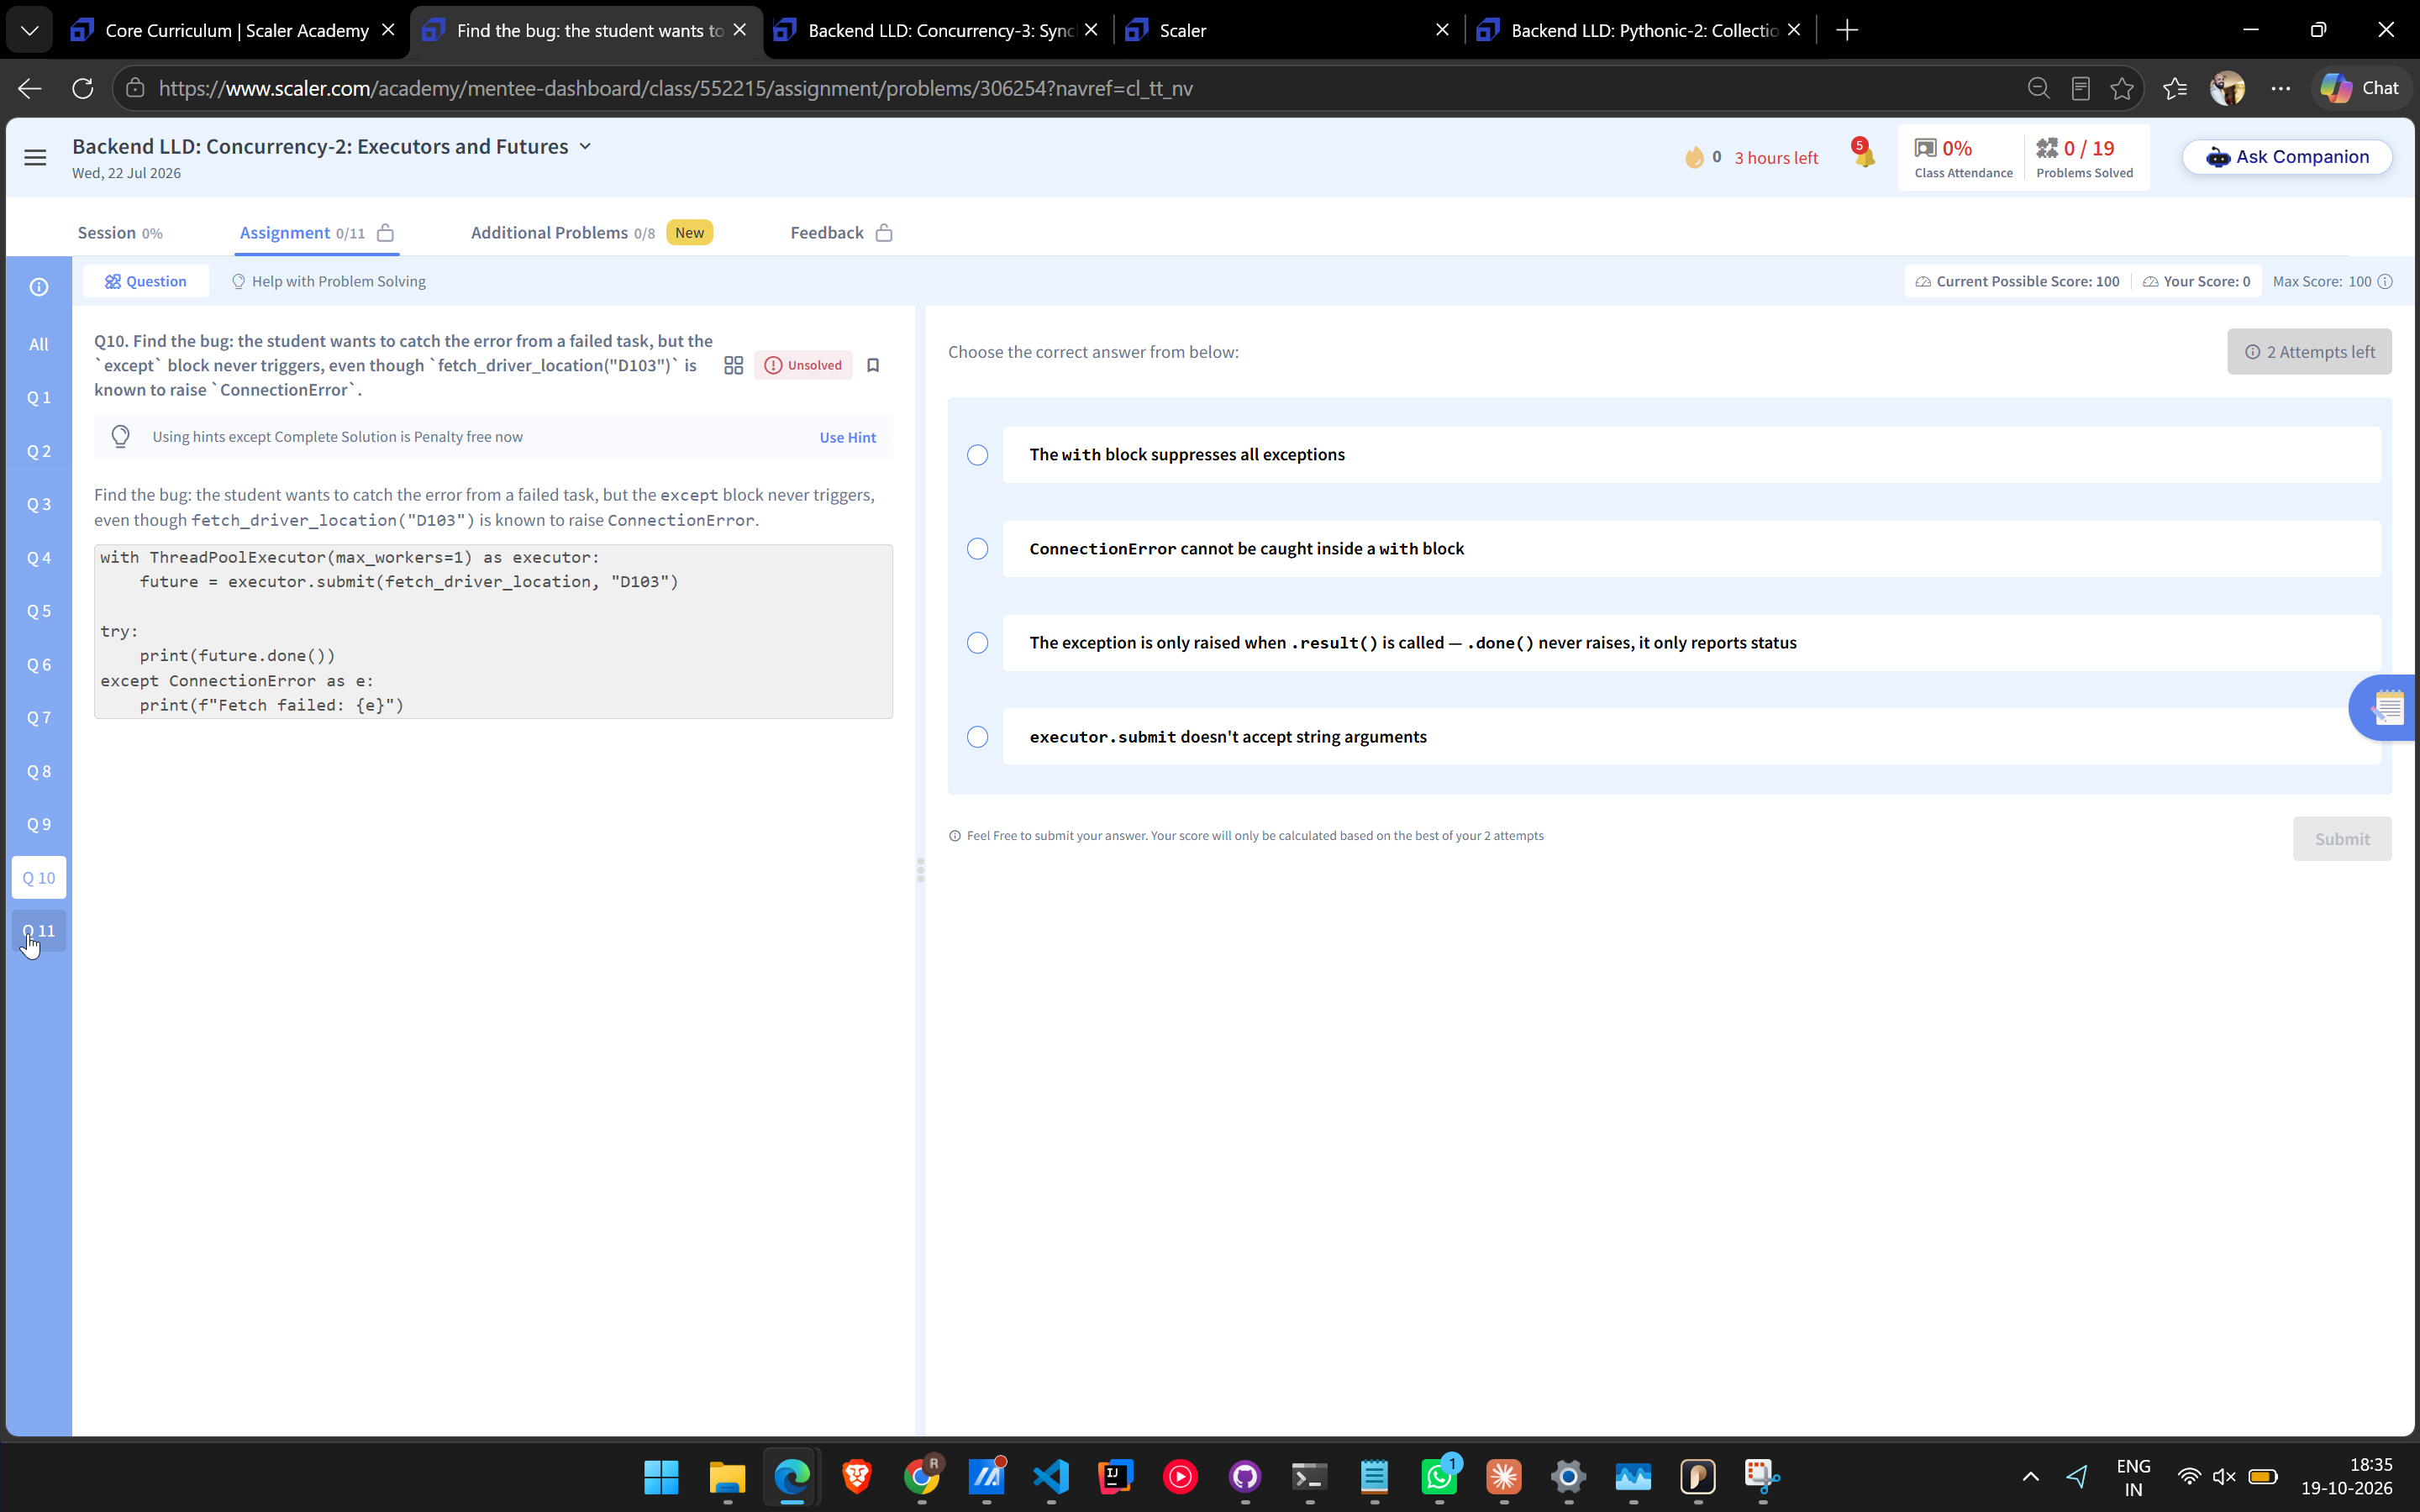 Core Curriculum | Scaler Academy
Find the bug: the student wants to
Backend LLD: Concurrency-3: Sync
Scaler
Backend LLD: Pythonic-2: Collectio
https://www.scaler.com/academy/mentee-dashboard/class/552215/assignment/problems/306254?navref=cl_tt_nv
Chat
Backend LLD: Concurrency-2: Executors and Futures
Wed, 22 Jul 2026
0
3 hours left
5
0%
Class Attendance
0 / 19
Problems Solved
Ask Companion
Session 0%
Assignment 0/11
Additional Problems 0/8
New
Feedback
Question
Help with Problem Solving
Current Possible Score: 100
Your Score: 0
Max Score: 100
All
Q 1
Q 2
Q 3
Q 4
Q 5
Q 6
Q 7
Q 8
Q 9
Q 10
Q 11
Q10. Find the bug: the student wants to catch the error from a failed task, but the
`except` block never triggers, even though `fetch_driver_location("D103")` is
known to raise `ConnectionError`.
Unsolved
Using hints except Complete Solution is Penalty free now
Use Hint
Find the bug: the student wants to catch the error from a failed task, but the except block never triggers,
even though fetch_driver_location("D103") is known to raise ConnectionError.
with ThreadPoolExecutor(max_workers=1) as executor:
    future = executor.submit(fetch_driver_location, "D103")
try:
    print(future.done())
except ConnectionError as e:
    print(f"Fetch failed: {e}")
Choose the correct answer from below:
2 Attempts left
The with block suppresses all exceptions
ConnectionError cannot be caught inside a with block
The exception is only raised when .result() is called — .done() never raises, it only reports status
executor.submit doesn't accept string arguments
Feel Free to submit your answer. Your score will only be calculated based on the best of your 2 attempts
Submit
R
IJ
1
ENG
IN
18:35
19-10-2026